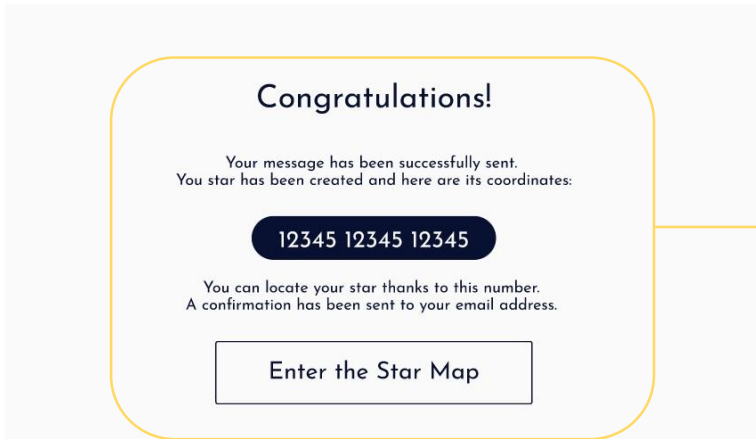 Congratulations!
Your message has been successfully sent.
You star has been created and here are its coordinates:
12345 12345 12345
You can locate your star thanks to this number.
A confirmation has been sent to your email address.
Enter the Star Map